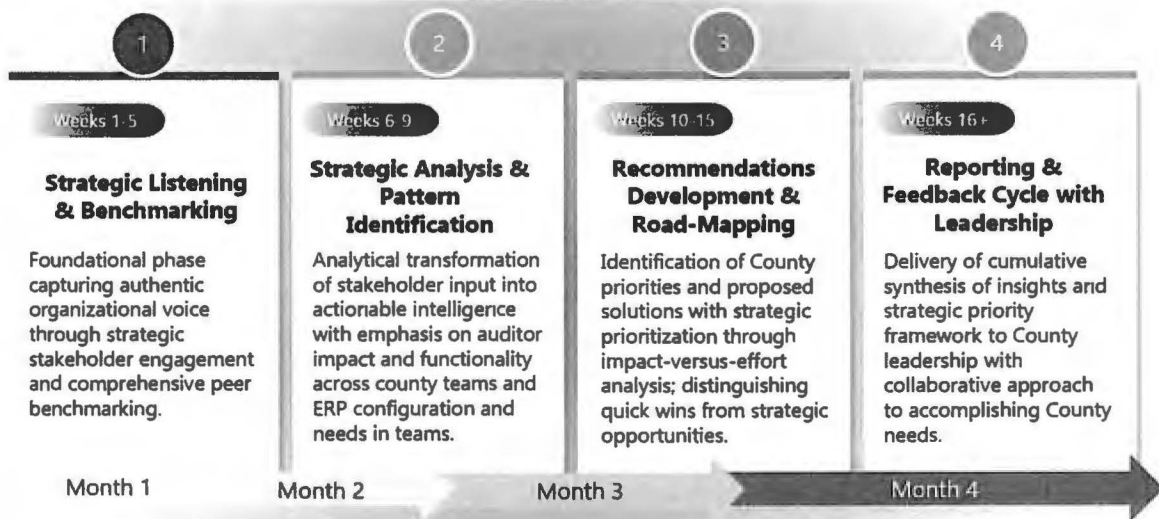 1
Weeks 1-5
Strategic Listening
& Benchmarking
Foundational phase
capturing authentic
organizational voice
through strategic
stakeholder engagement
and comprehensive peer
benchmarking.
2
Weeks 6-9
Strategic Analysis &
Pattern
Identification
Analytical transformation
of stakeholder input into
actionable intelligence
with emphasis on auditor
impact and functionality
across county teams and
ERP configuration and
needs in teams.
3
Weeks 10-15
Recommendations
Development &
Road-Mapping
Identification of County
priorities and proposed
solutions with strategic
prioritization through
impact-versus-effort
analysis; distinguishing
quick wins from strategic
opportunities.
4
Weeks 16+
Reporting &
Feedback Cycle with
Leadership
Delivery of cumulative
synthesis of insights and
strategic priority
framework to County
leadership with
collaborative approach
to accomplishing County
needs.
Month 1
Month 2
Month 3
Month 4